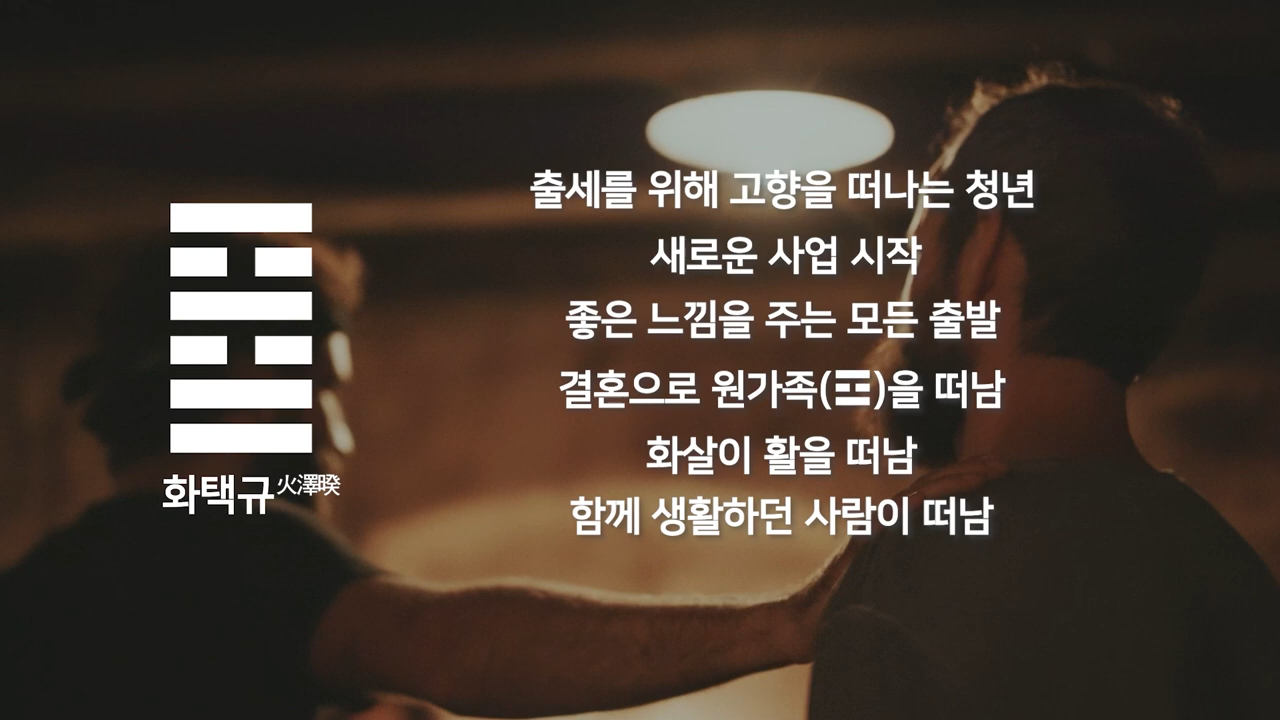 화택규火澤暌
출세를 위해 고향을 떠나는 청년
새로운 사업 시작
좋은 느낌을 주는 모든 출발
결혼으로 원가족(☲)을 떠남
화살이 활을 떠남
함께 생활하던 사람이 떠남